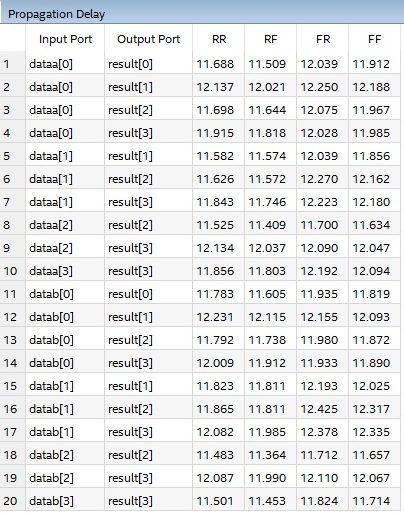 Propagation Delay
Input Port Output Port RR RF FR FF
1 dataa[0] result[0] 11.688 11.509 12.039 11.912
2 dataa[0] result[1] 12.137 12.021 12.250 12.188
3 dataa[0] result[2] 11.698 11.644 12.075 11.967
4 dataa[0] result[3] 11.915 11.818 12.028 11.985
5 dataa[1] result[1] 11.582 11.574 12.039 11.856
6 dataa[1] result[2] 11.626 11.572 12.270 12.162
7 dataa[1] result[3] 11.843 11.746 12.223 12.180
8 dataa[2] result[2] 11.525 11.409 11.700 11.634
9 dataa[2] result[3] 12.134 12.037 12.090 12.047
10 dataa[3] result[3] 11.856 11.803 12.192 12.094
11 datab[0] result[0] 11.783 11.605 11.935 11.819
12 datab[0] result[1] 12.231 12.115 12.155 12.093
13 datab[0] result[2] 11.792 11.738 11.980 11.872
14 datab[0] result[3] 12.009 11.912 11.933 11.890
15 datab[1] result[1] 11.823 11.811 12.193 12.025
16 datab[1] result[2] 11.865 11.811 12.425 12.317
17 datab[1] result[3] 12.082 11.985 12.378 12.335
18 datab[2] result[2] 11.483 11.364 11.712 11.657
19 datab[2] result[3] 12.087 11.990 12.110 12.067
20 datab[3] result[3] 11.501 11.453 11.824 11.714